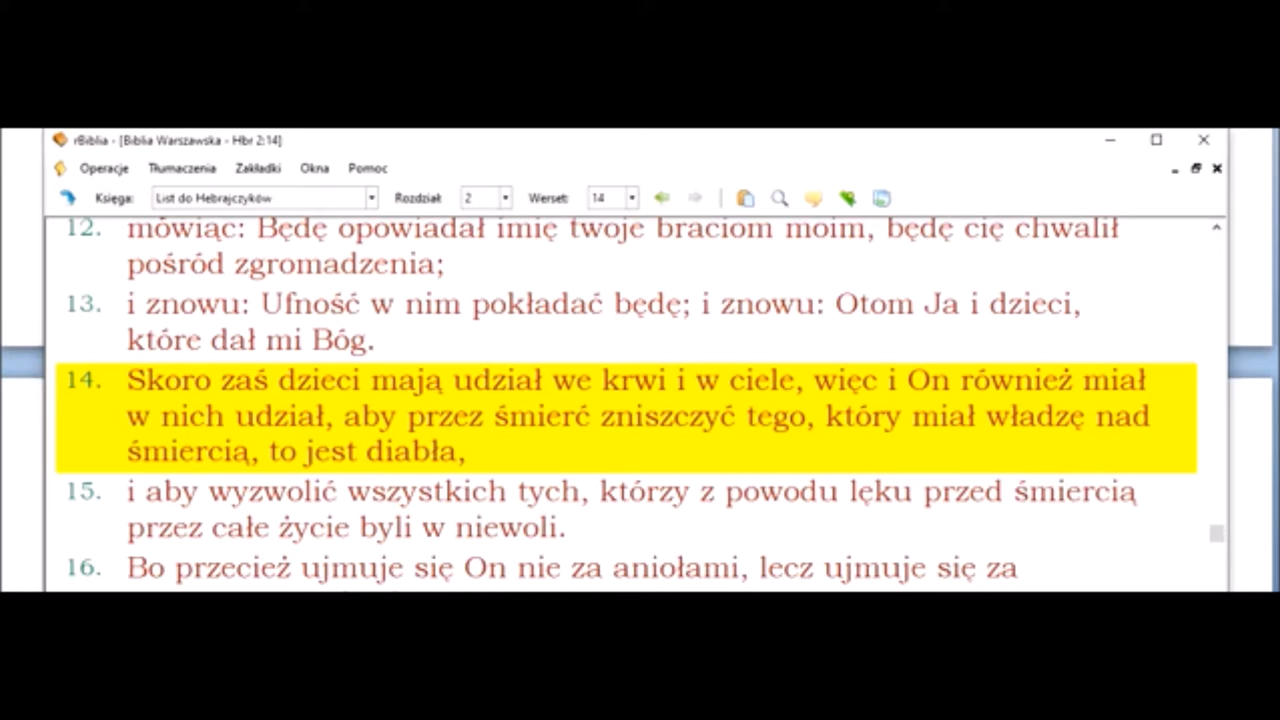 rBiblia - [Biblia Warszawska - Hbr 2:14]
Operacje Tłumaczenia Zakładki Okna Pomoc
Księga: List do Hebrajczyków Rozdział 2 Werset: 14
12. mówiąc: Będę opowiadał imię twoje braciom moim, będę cię chwalił
pośród zgromadzenia;
13. i znowu: Ufność w nim pokładać będę; i znowu: Otom Ja i dzieci,
które dał mi Bóg.
14. Skoro zaś dzieci mają udział we krwi i w ciele, więc i On również miał
w nich udział, aby przez śmierć zniszczyć tego, który miał władzę nad
śmiercią, to jest diabła,
15. i aby wyzwolić wszystkich tych, którzy z powodu lęku przed śmiercią
przez całe życie byli w niewoli.
16. Bo przecież ujmuje się On nie za aniołami, lecz ujmuje się za